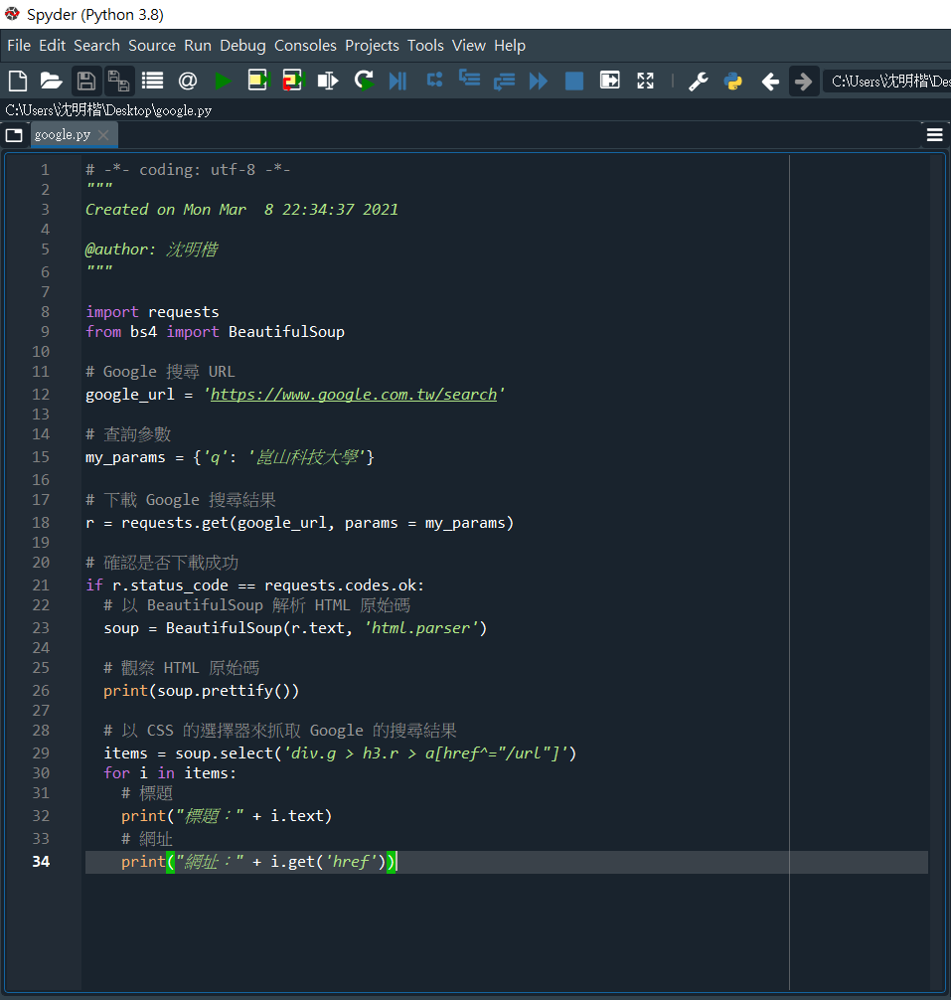 Spyder (Python 3.8)
File Edit Search Source Run Debug Consoles Projects Tools View Help
C:\Users\沈明楷\Des
C:\Users\沈明楷\Desktop\google.py
google.py
1 # -*- coding: utf-8 -*-
2 """
3 Created on Mon Mar  8 22:34:37 2021
4
5 @author: 沈明楷
6 """
7
8 import requests
9 from bs4 import BeautifulSoup
10
11 # Google 搜尋 URL
12 google_url = 'https://www.google.com.tw/search'
13
14 # 查詢參數
15 my_params = {'q': '崑山科技大學'}
16
17 # 下載 Google 搜尋結果
18 r = requests.get(google_url, params = my_params)
19
20 # 確認是否下載成功
21 if r.status_code == requests.codes.ok:
22   # 以 BeautifulSoup 解析 HTML 原始碼
23   soup = BeautifulSoup(r.text, 'html.parser')
24
25   # 觀察 HTML 原始碼
26   print(soup.prettify())
27
28   # 以 CSS 的選擇器來抓取 Google 的搜尋結果
29   items = soup.select('div.g > h3.r > a[href^="/url"]')
30   for i in items:
31     # 標題
32     print("標題：" + i.text)
33     # 網址
34     print("網址：" + i.get('href'))